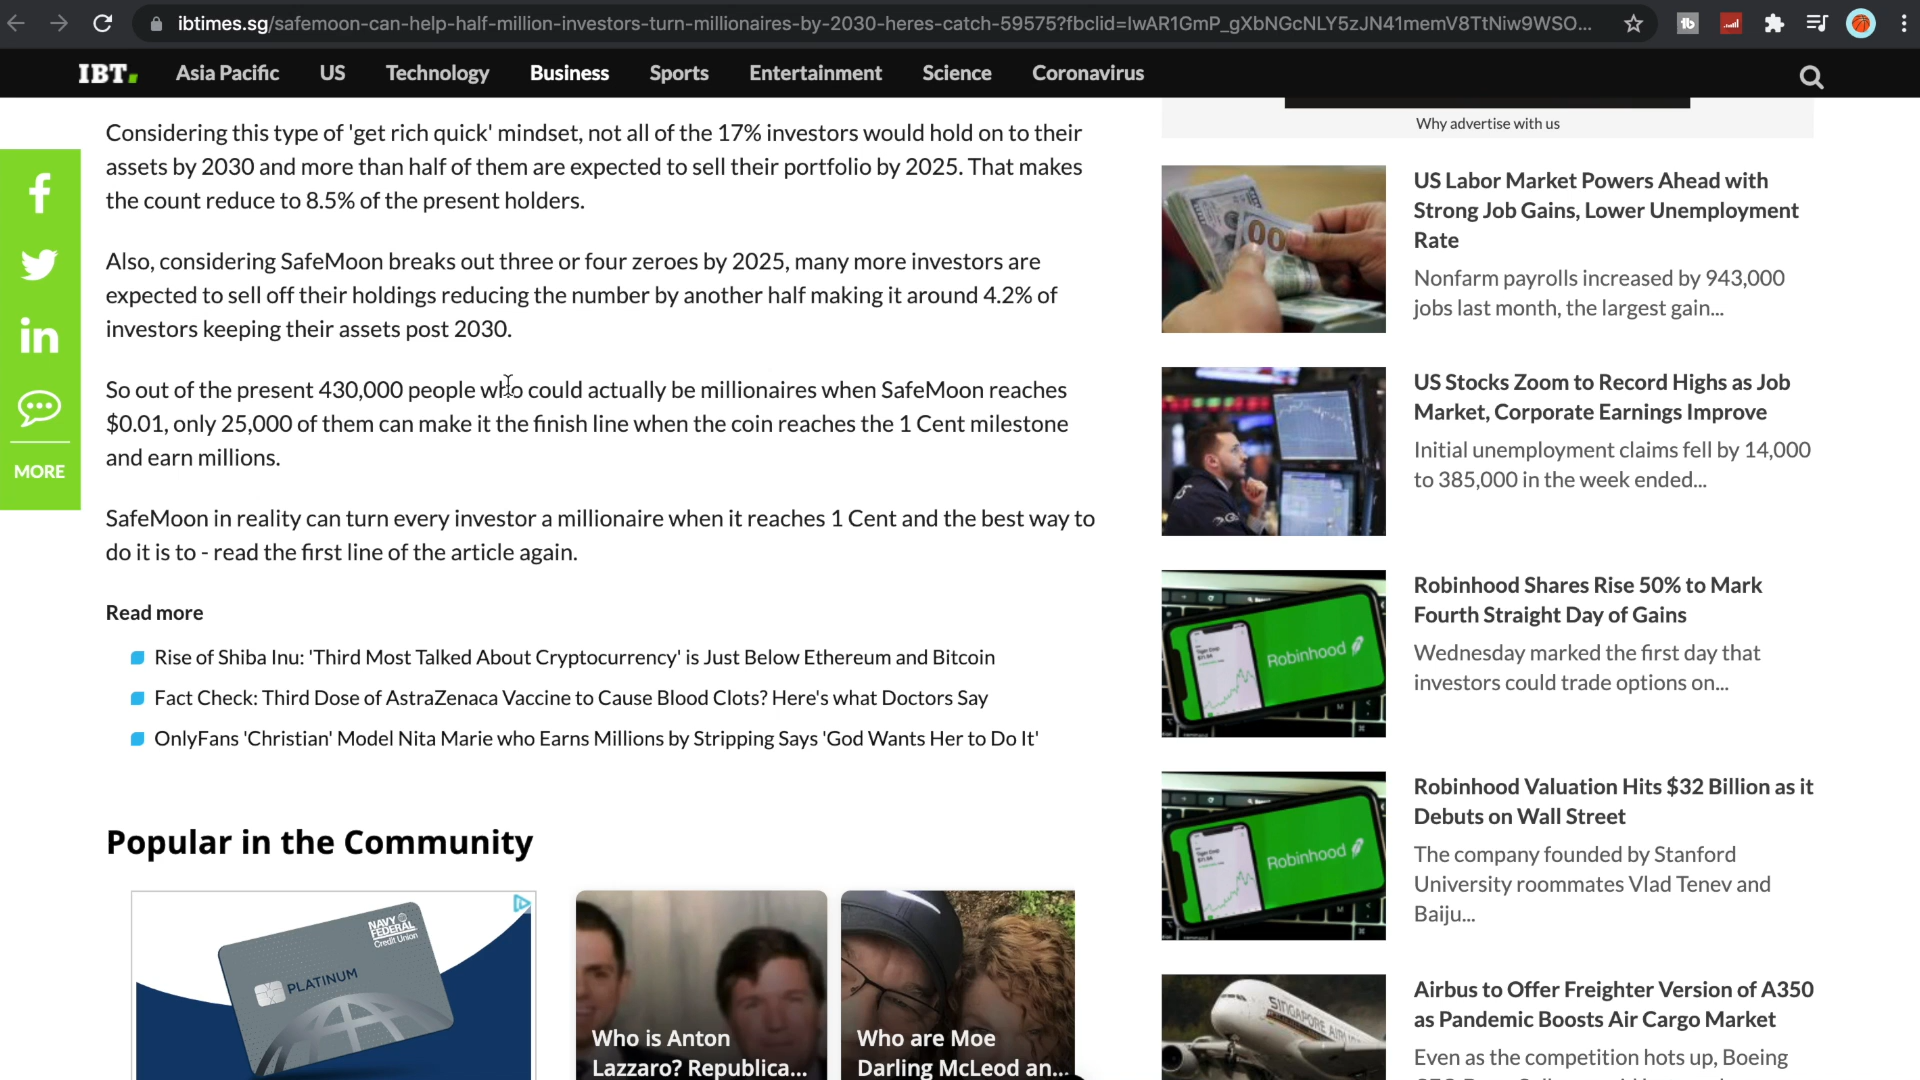 ibtimes.sg/safemoon-can-help-half-million-investors-turn-millionaires-by-2030-heres-catch-59575?fbclid=IwAR1GmP_gXbNGcNLY5zJN41memV8TtNiw9WSO...
IBT.
Asia Pacific US Technology Business Sports Entertainment Science Coronavirus
Considering this type of 'get rich quick' mindset, not all of the 17% investors would hold on to their
assets by 2030 and more than half of them are expected to sell their portfolio by 2025. That makes
the count reduce to 8.5% of the present holders.
Also, considering SafeMoon breaks out three or four zeroes by 2025, many more investors are
expected to sell off their holdings reducing the number by another half making it around 4.2% of
investors keeping their assets post 2030.
So out of the present 430,000 people who could actually be millionaires when SafeMoon reaches
$0.01, only 25,000 of them can make it the finish line when the coin reaches the 1 Cent milestone
and earn millions.
SafeMoon in reality can turn every investor a millionaire when it reaches 1 Cent and the best way to
do it is to - read the first line of the article again.
MORE
Read more
Rise of Shiba Inu: 'Third Most Talked About Cryptocurrency' is Just Below Ethereum and Bitcoin
Fact Check: Third Dose of AstraZenaca Vaccine to Cause Blood Clots? Here's what Doctors Say
OnlyFans 'Christian' Model Nita Marie who Earns Millions by Stripping Says 'God Wants Her to Do It'
Popular in the Community
NAVY
FEDERAL
Credit Union
PLATINUM
Who is Anton
Lazzaro? Republica...
Who are Moe
Darling McLeod an...
Why advertise with us
US Labor Market Powers Ahead with
Strong Job Gains, Lower Unemployment
Rate
Nonfarm payrolls increased by 943,000
jobs last month, the largest gain...
US Stocks Zoom to Record Highs as Job
Market, Corporate Earnings Improve
Initial unemployment claims fell by 14,000
to 385,000 in the week ended...
Robinhood
Robinhood Shares Rise 50% to Mark
Fourth Straight Day of Gains
Wednesday marked the first day that
investors could trade options on...
Robinhood
Robinhood Valuation Hits $32 Billion as it
Debuts on Wall Street
The company founded by Stanford
University roommates Vlad Tenev and
Baiju...
SINGAPORE AIRLINES
Airbus to Offer Freighter Version of A350
as Pandemic Boosts Air Cargo Market
Even as the competition hots up, Boeing